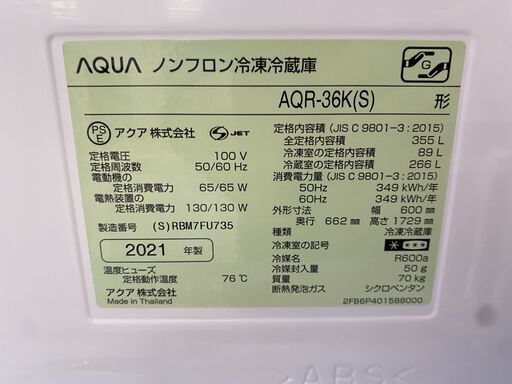 AQUA ノンフロン冷凍冷蔵庫
G
AQR-36K(S) 形
PS E アクア 株式会社 S JET
定格電圧 100 V
定格周波数 50/60 Hz
電動機の
定格消費電力 65/65 W
電熱装置の
定格消費電力 130/130 W
製造番号 (S)RBM7FU735
2021 年製
温度ヒューズ
定格動作温度 76℃
アクア 株式会社
Made in Thailand
定格内容積 (JIS C 9801-3 : 2015)
全定格内容積 355 L
冷凍室の定格内容積 89 L
冷蔵室の定格内容積 266 L
消費電力量 (JIS C 9801-3 : 2015)
50Hz 349 kWh/年
60Hz 349 kWh/年
外形寸法 幅 600 mm
奥行 662 mm 高さ 1729 mm
種類 冷凍冷蔵庫
冷凍室の記号
冷媒名 R600a
冷媒封入量 50 g
質量 70 kg
断熱発泡ガス シクロペンタン
2FB6P401588000
>ABS<